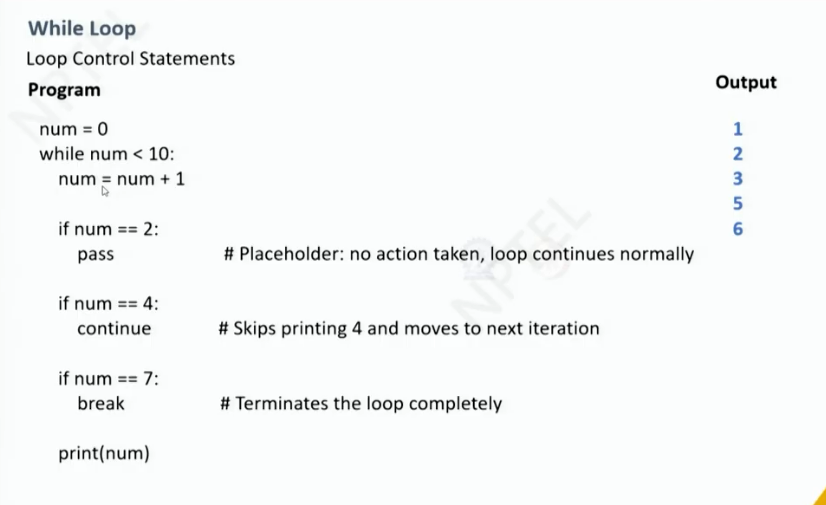 While Loop
Loop Control Statements
Program
num = 0
while num < 10:
num = num + 1
if num == 2:
pass # Placeholder: no action taken, loop continues normally
if num == 4:
continue # Skips printing 4 and moves to next iteration
if num == 7:
break # Terminates the loop completely
print(num)
Output
1
2
3
5
6
NPTEL
NPTEL